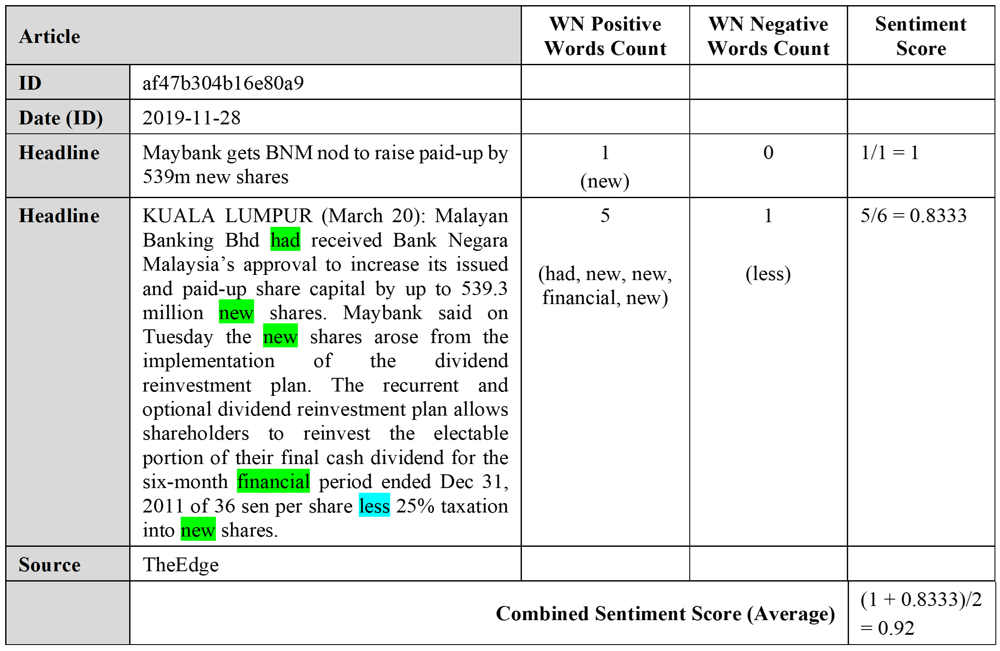 Article
WN Positive
Words Count
WN Negative
Words Count
Sentiment
Score
ID
af47b304b16e80a9
Date (ID)
2019-11-28
Headline
Maybank gets BNM nod to raise paid-up by
539m new shares
1
(new)
0
1/1 = 1
Headline
KUALA LUMPUR (March 20): Malayan
Banking Bhd had received Bank Negara
Malaysia’s approval to increase its issued
and paid-up share capital by up to 539.3
million new shares. Maybank said on
Tuesday the new shares arose from the
implementation of the dividend
reinvestment plan. The recurrent and
optional dividend reinvestment plan allows
shareholders to reinvest the electable
portion of their final cash dividend for the
six-month financial period ended Dec 31,
2011 of 36 sen per share less 25% taxation
into new shares.
5
(had, new, new,
financial, new)
1
(less)
5/6 = 0.8333
Source
TheEdge
Combined Sentiment Score (Average)
(1 + 0.8333)/2
= 0.92